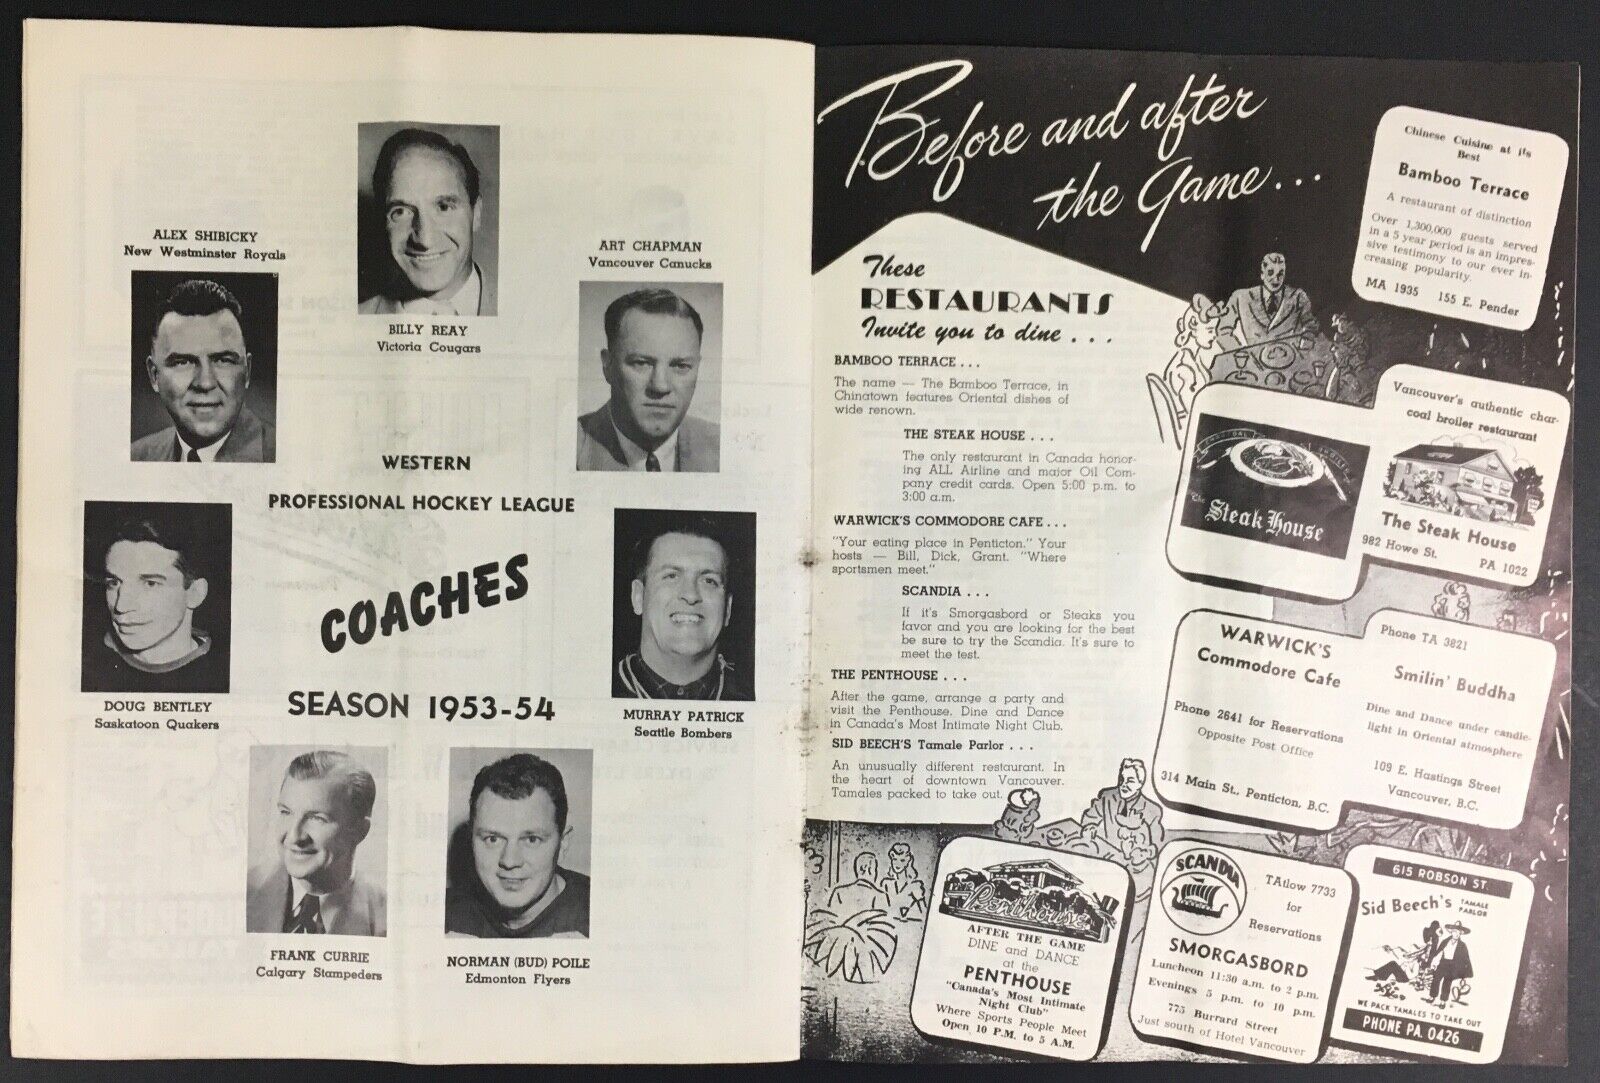 ALEX SHIBICKY
New Westminster Royals
BILLY REAY
Victoria Cougars
ART CHAPMAN
Vancouver Canucks
WESTERN
PROFESSIONAL HOCKEY LEAGUE
COACHES
SEASON 1953-54
DOUG BENTLEY
Saskatoon Quakers
MURRAY PATRICK
Seattle Bombers
FRANK CURRIE
Calgary Stampeders
NORMAN (BUD) POILE
Edmonton Flyers
Before and after
the Game...
These
RESTAURANTS
Invite you to dine . . .
BAMBOO TERRACE . . .
The name — The Bamboo Terrace, in
Chinatown features Oriental dishes of
wide renown.
THE STEAK HOUSE . . .
The only restaurant in Canada honor-
ing ALL Airline and major Oil Com-
pany credit cards. Open 5:00 p.m. to
3:00 a.m.
WARWICK'S COMMODORE CAFE . . .
"Your eating place in Penticton." Your
hosts — Bill, Dick, Grant. "Where
sportsmen meet."
SCANDIA . . .
If it's Smorgasbord or Steaks you
favor and you are looking for the best
be sure to try the Scandia. It's sure to
meet the test.
THE PENTHOUSE . . .
After the game, arrange a party and
visit the Penthouse. Dine and Dance
in Canada's Most Intimate Night Club.
SID BEECH'S Tamale Parlor . . .
An unusually different restaurant. In
the heart of downtown Vancouver.
Tamales packed to take out.
Chinese Cuisine at its
Best
Bamboo Terrace
A restaurant of distinction
Over 1,300,000 guests served
in a 5 year period is an impres-
sive testimony to our ever in-
creasing popularity.
MA 1935 155 E. Pender
The
Steak House
Vancouver's authentic char-
coal broiler restaurant
The Steak House
982 Howe St.
PA 1022
WARWICK'S
Commodore Cafe
Phone 2641 for Reservations
Opposite Post Office
314 Main St., Penticton, B.C.
Phone TA 3821
Smilin' Buddha
Dine and Dance under candle-
light in Oriental atmosphere
109 E. Hastings Street
Vancouver, B.C.
The
Penthouse
AFTER THE GAME
DINE and DANCE
at the
PENTHOUSE
"Canada's Most Intimate
Night Club"
Where Sports People Meet
Open 10 P.M. to 5 A.M.
SCANDIA
TAtlow 7733
for
Reservations
SMORGASBORD
Luncheon 11:30 a.m. to 2 p.m.
Evenings 5 p.m. to 10 p.m.
775 Burrard Street
Just south of Hotel Vancouver
615 ROBSON ST.
Sid Beech's TAMALE
PARLOR
WE PACK TAMALES TO TAKE OUT
PHONE PA. 0426